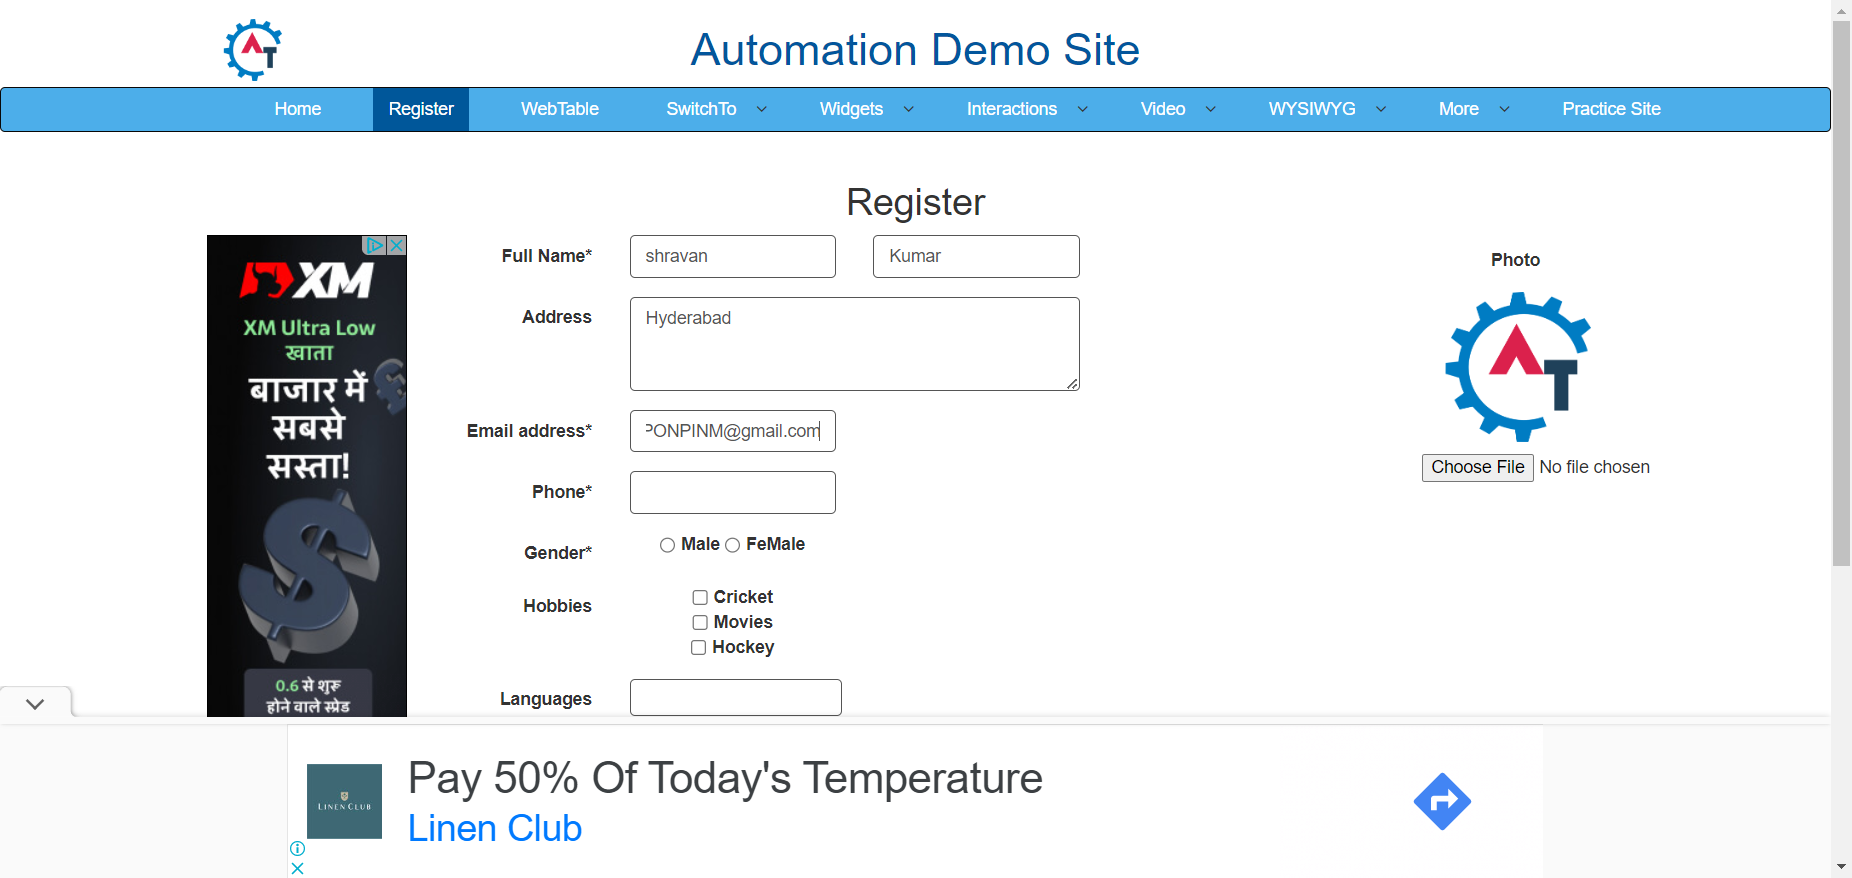 Automation Demo Site
Home Register WebTable SwitchTo Widgets Interactions Video WYSIWYG More Practice Site
Register
XM
XM Ultra Low
खाता
बाजार में
सबसे
सस्ता!
0.6 से शुरू
होने वाले स्प्रेड
Full Name* shravan Kumar
Address Hyderabad
Email address* PONPINM@gmail.com
Phone*
Gender* Male FeMale
Hobbies Cricket
Movies
Hockey
Languages
Photo
AT
Choose File No file chosen
LINEN CLUB
Pay 50% Of Today's Temperature
Linen Club